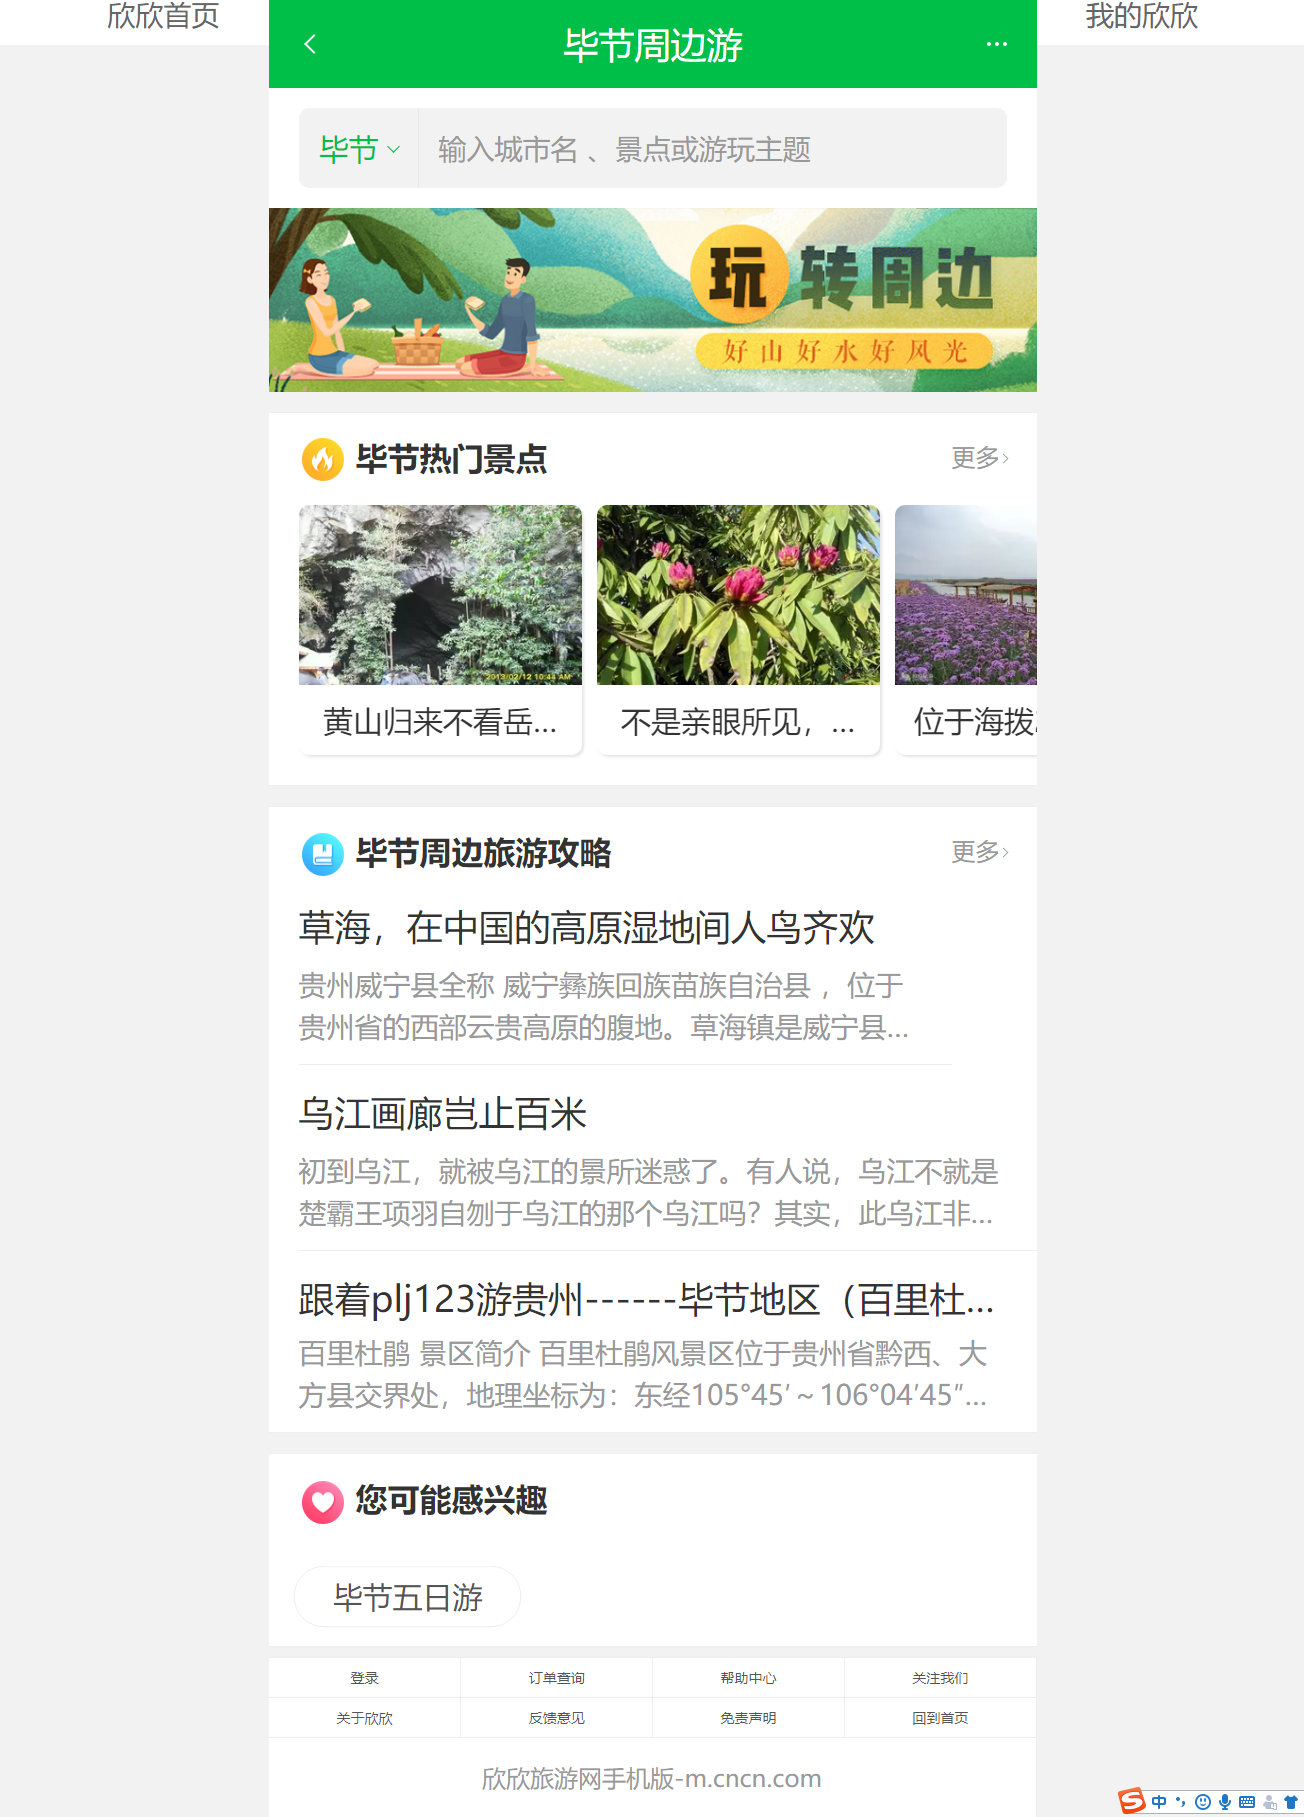 欣欣首页
毕节周边游
我的欣欣
毕节
输入城市名 、景点或游玩主题
玩转周边
好山好水好风光
毕节热门景点
更多
2013/02/12 10:44 AM
黄山归来不看岳...
不是亲眼所见，...
位于海拨
毕节周边旅游攻略
更多
草海，在中国的高原湿地间人鸟齐欢
贵州威宁县全称 威宁彝族回族苗族自治县 ，位于
贵州省的西部云贵高原的腹地。草海镇是威宁县...
乌江画廊岂止百米
初到乌江，就被乌江的景所迷惑了。有人说，乌江不就是
楚霸王项羽自刎于乌江的那个乌江吗？其实，此乌江非...
跟着plj123游贵州------毕节地区（百里杜...
百里杜鹃 景区简介 百里杜鹃风景区位于贵州省黔西、大
方县交界处，地理坐标为：东经105°45′～106°04′45″...
您可能感兴趣
毕节五日游
登录
订单查询
帮助中心
关注我们
关于欣欣
反馈意见
免责声明
回到首页
欣欣旅游网手机版-m.cncn.com
中